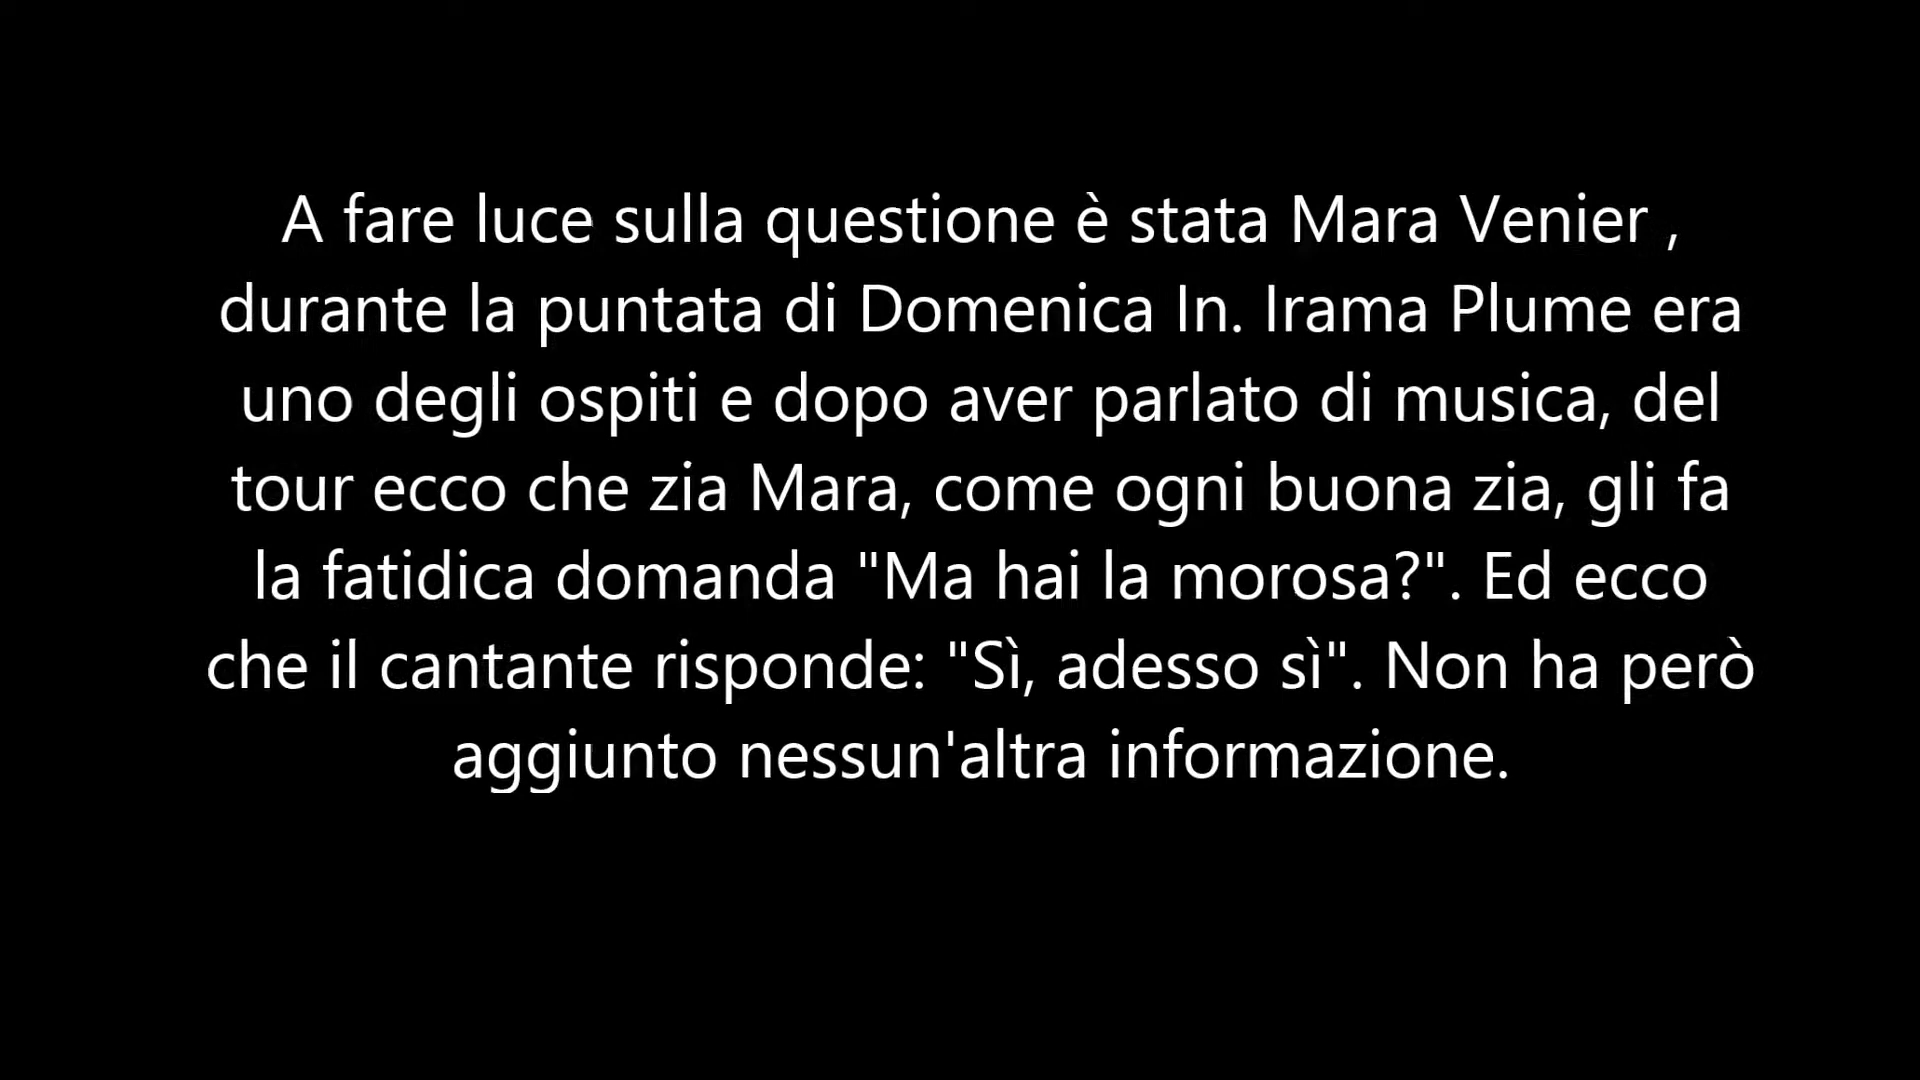 A fare luce sulla questione è stata Mara Venier ,
durante la puntata di Domenica In. Irama Plume era
uno degli ospiti e dopo aver parlato di musica, del
tour ecco che zia Mara, come ogni buona zia, gli fa
la fatidica domanda "Ma hai la morosa?". Ed ecco
che il cantante risponde: "Sì, adesso sì". Non ha però
aggiunto nessun'altra informazione.